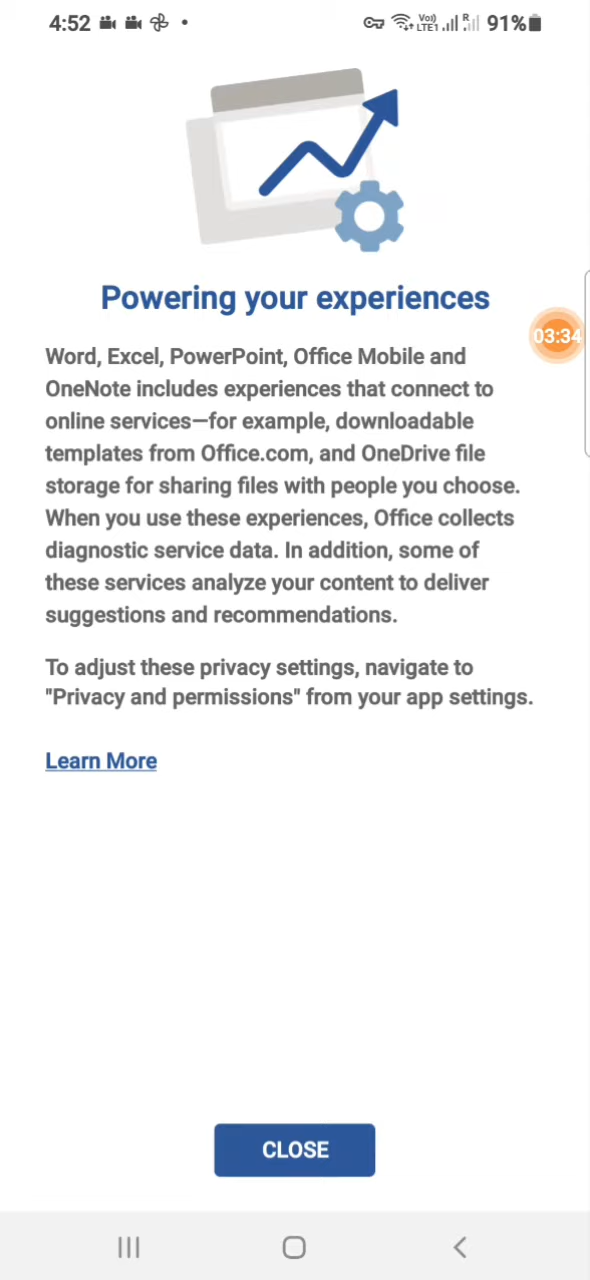 4:52 Vo)) LTE1 R 91%
Powering your experiences
03:34
Word, Excel, PowerPoint, Office Mobile and
OneNote includes experiences that connect to
online services—for example, downloadable
templates from Office.com, and OneDrive file
storage for sharing files with people you choose.
When you use these experiences, Office collects
diagnostic service data. In addition, some of
these services analyze your content to deliver
suggestions and recommendations.
To adjust these privacy settings, navigate to
"Privacy and permissions" from your app settings.
Learn More
CLOSE